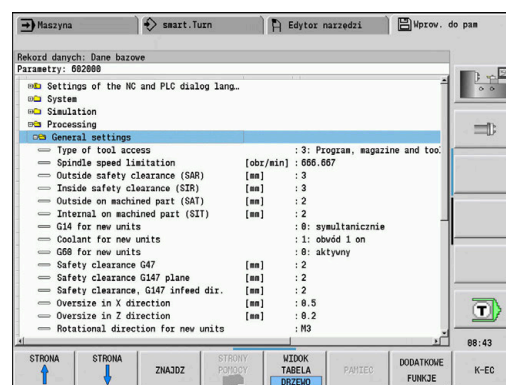 Maszyna
smart.Turn
Edytor narzędzi
Wprow. do pam
Rekord danych: Dane bazowe
Parametry: 602000
Settings of the NC and PLC dialog lang…
System
Simulation
Processing
General settings
Type of tool access : 3: Program, magazine and too
Spindle speed limitation [obr/min] : 666.667
Outside safety clearance (SAR) [mm] : 3
Inside safety clearance (SIR) [mm] : 3
Outside on machined part (SAT) [mm] : 2
Internal on machined part (SIT) [mm] : 2
G14 for new units : 0: symultanicznie
Coolant for new units : 1: obwód 1 on
G60 for new units : 0: aktywny
Safety clearance G47 [mm] : 2
Safety clearance G147 plane [mm] : 2
Safety clearance, G147 infeed dir. [mm] : 2
Oversize in X direction [mm] : 0.5
Oversize in Z direction [mm] : 0.2
Rotational direction for new units : M3
T
08:43
STRONA
STRONA
ZNAJDZ
STRONY POMOCY
WIDOK TABELA DRZEWO
PAMIEC
DODATKOWE FUNKJE
K-EC